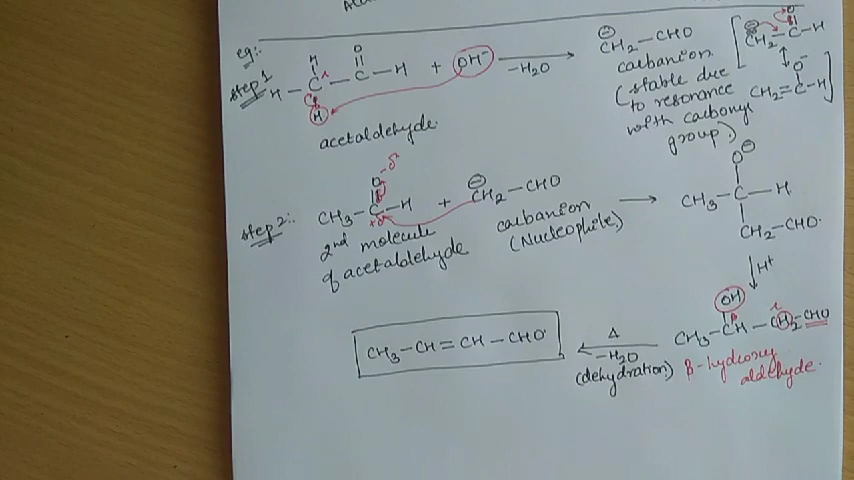 eg:-
step 1
H
O
H - C - C - H + OH⁻ → ⊖CH2 - CHO
α
H
-H2O
acetaldehyde.
carbanion
(stable due
to resonance
with carbonyl
group.)
O
⊖CH2 - C - H
O⁻
CH2 = C - H
step 2:-
O -δ
CH3 - C - H + ⊖CH2 - CHO →
+δ
2nd molecule
of acetaldehyde
carbanion
(Nucleophile)
O⊖
CH3 - C - H
CH2 - CHO.
H+
OH
β α
CH3 - CH - CH2 - CHO
β-hydroxy
aldehyde.
Δ
-H2O
(dehydration)
CH3 - CH = CH - CHO.